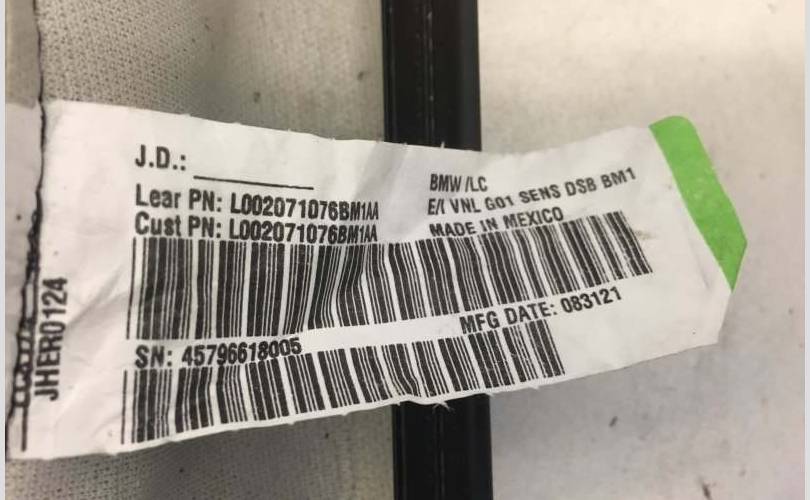 J.D.:
Lear PN: L002071076BM1AA
Cust PN: L002071076BM1AA
BMW /LC
E/I VNL G01 SENS DSB BM1
MADE IN MEXICO
MFG DATE: 083121
SN: 45796618005
JHER0124